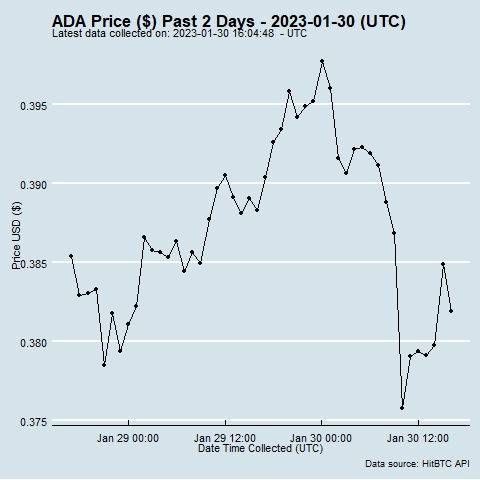 ADA Price ($) Past 2 Days - 2023-01-30 (UTC)
Latest data collected on: 2023-01-30 16:04:48 - UTC
0.395
0.390
0.385
0.380
0.375
Price USD ($)
Jan 29 00:00 Jan 29 12:00 Jan 30 00:00 Jan 30 12:00
Date Time Collected (UTC)
Data source: HitBTC API